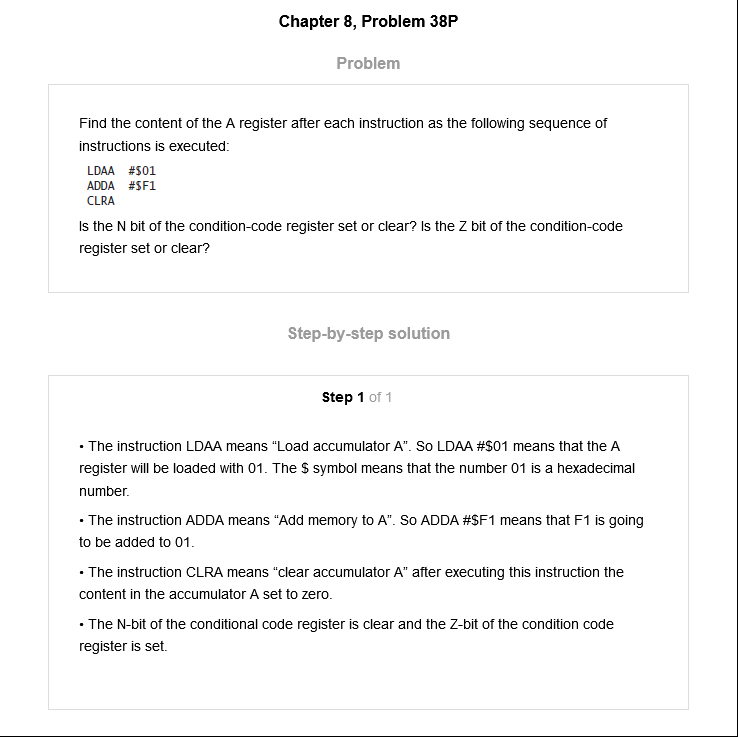 Chapter 8, Problem 38P
Problem
Find the content of the A register after each instruction as the following sequence of
instructions is executed:
LDAA #$01
ADDA #$F1
CLRA
Is the N bit of the condition-code register set or clear? Is the Z bit of the condition-code
register set or clear?
Step-by-step solution
Step 1 of 1
• The instruction LDAA means “Load accumulator A”. So LDAA #$01 means that the A
register will be loaded with 01. The $ symbol means that the number 01 is a hexadecimal
number.
• The instruction ADDA means “Add memory to A”. So ADDA #$F1 means that F1 is going
to be added to 01.
• The instruction CLRA means “clear accumulator A” after executing this instruction the
content in the accumulator A set to zero.
• The N-bit of the conditional code register is clear and the Z-bit of the condition code
register is set.